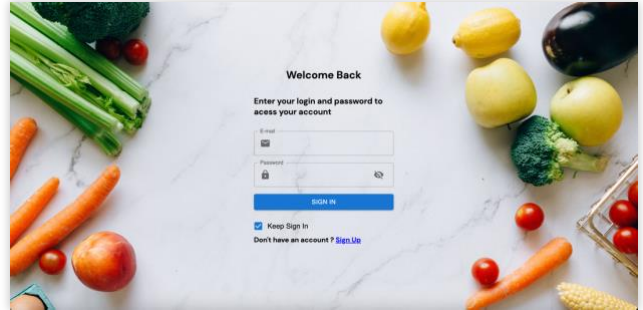 Welcome Back
Enter your login and password to
acess your account
E-mail
Password
SIGN IN
Keep Sign In
Don't have an account ? Sign Up